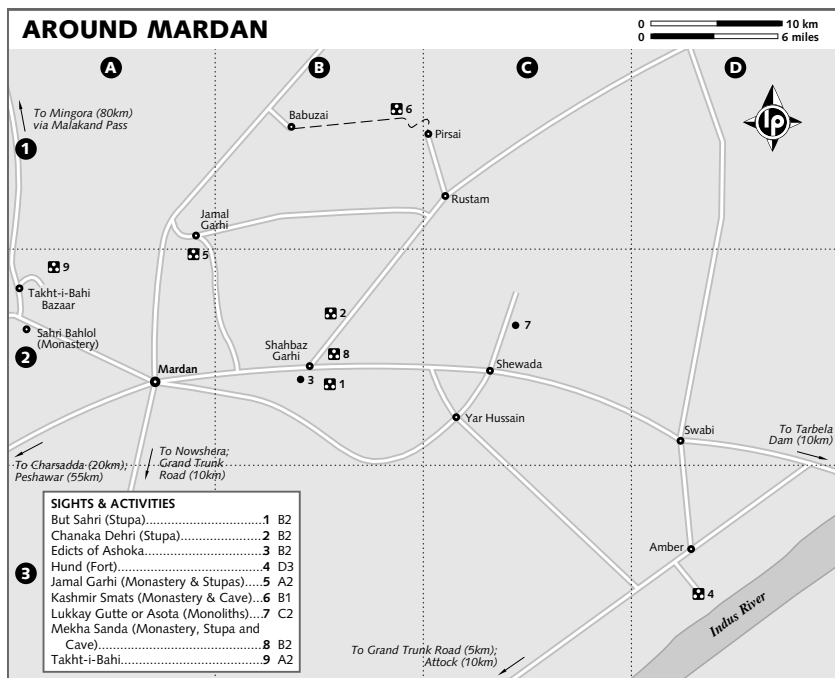 AROUND MARDAN
0 10 km
0 6 miles
A
B
C
D
To Mingora (80km)
via Malakand Pass
1
Babuzai
6
Pirsai
lp
Rustam
Jamal
Garhi
5
9
Takht-i-Bahi
Bazaar
2
7
Sahri Bahlol
(Monastery)
2
Shahbaz
Garhi
8
Shewada
Mardan
3
1
Yar Hussain
Swabi
To Tarbela
Dam (10km)
To Charsadda (20km);
Peshawar (55km)
To Nowshera;
Grand Trunk
Road (10km)
SIGHTS & ACTIVITIES
But Sahri (Stupa)..............................1 B2
Chanaka Dehri (Stupa)......................2 B2
Edicts of Ashoka...............................3 B2
Hund (Fort)......................................4 D3
Jamal Garhi (Monastery & Stupas).....5 A2
Kashmir Smats (Monastery & Cave)...6 B1
Lukkay Gutte or Asota (Monoliths)....7 C2
Mekha Sanda (Monastery, Stupa and
Cave)...........................................8 B2
Takht-i-Bahi.....................................9 A2
3
Amber
4
Indus River
To Grand Trunk Road (5km);
Attock (10km)